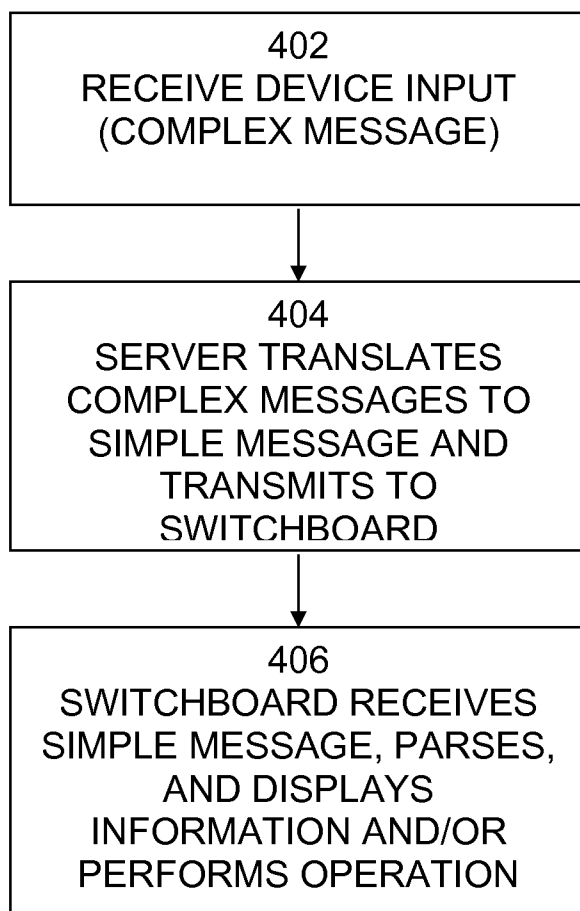 402
RECEIVE DEVICE INPUT
(COMPLEX MESSAGE)
404
SERVER TRANSLATES
COMPLEX MESSAGES TO
SIMPLE MESSAGE AND
TRANSMITS TO
SWITCHBOARD
406
SWITCHBOARD RECEIVES
SIMPLE MESSAGE, PARSES,
AND DISPLAYS
INFORMATION AND/OR
PERFORMS OPERATION